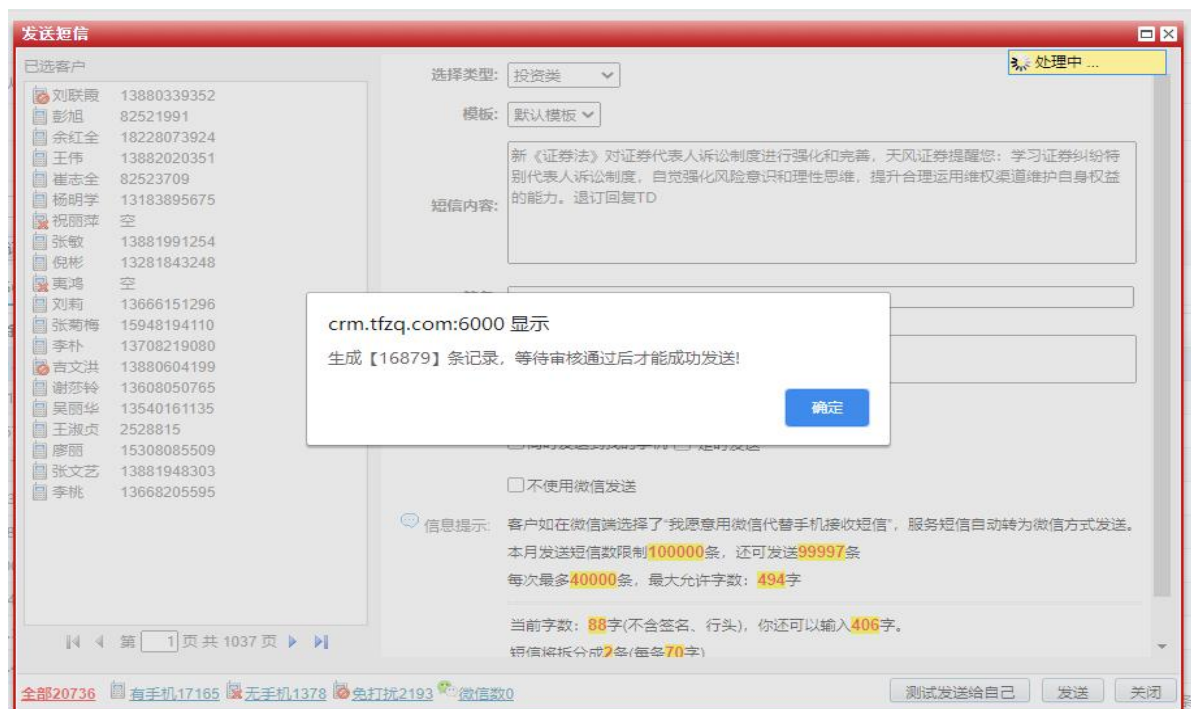 发送短信
处理中 ...
已选客户
刘联霞 13880339352
彭旭 82521991
余红全 18228073924
王伟 13882020351
崔志全 82523709
杨明学 13183895675
祝丽萍 空
张敏 13881991254
倪彬 13281843248
夷鸿 空
刘莉 13666151296
张菊梅 15948194110
李朴 13708219080
吉文洪 13880604199
谢莎铃 13608050765
吴丽华 13540161135
王淑贞 2528815
廖丽 15308085509
张文艺 13881948303
李桃 13668205595
第 1 页 共 1037 页
选择类型: 投资类
模板: 默认模板
短信内容:
新《证券法》对证券代表人诉讼制度进行强化和完善，天风证券提醒您：学习证券纠纷特
别代表人诉讼制度，自觉强化风险意识和理性思维，提升合理运用维权渠道维护自身权益
的能力。退订回复TD
crm.tfzq.com:6000 显示
生成【16879】条记录，等待审核通过后才能成功发送!
确定
不使用微信发送
信息提示: 客户如在微信端选择了“我愿意用微信代替手机接收短信”，服务短信自动转为微信方式发送。
本月发送短信数限制100000条，还可发送99997条
每次最多40000条，最大允许字数：494字
当前字数：88字(不含签名、行头)，你还可以输入406字。
短信将拆分成2条(每条70字)
全部20736 有手机17165 无手机1378 免打扰2193 微信数0
测试发送给自己 发送 关闭